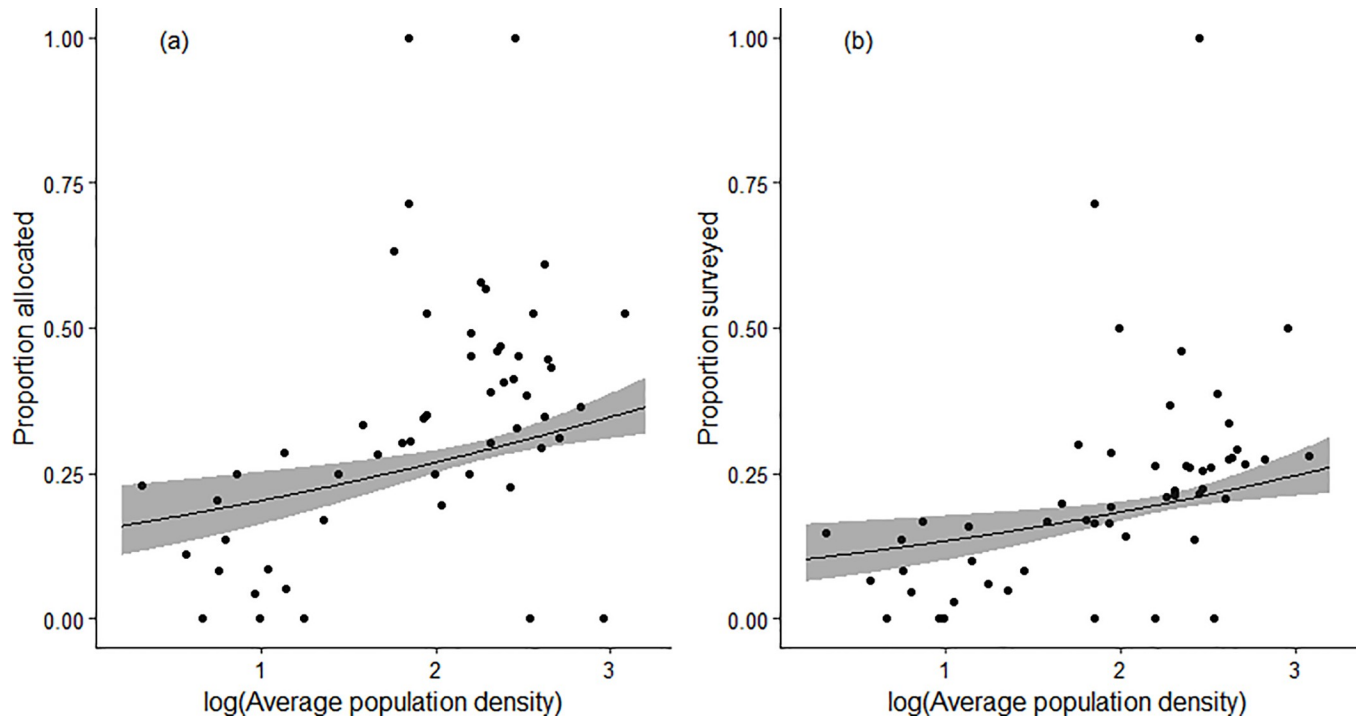 (a)
Proportion allocated
1.00
0.75
0.50
0.25
0.00
1 2 3
log(Average population density)
(b)
Proportion surveyed
1.00
0.75
0.50
0.25
0.00
1 2 3
log(Average population density)